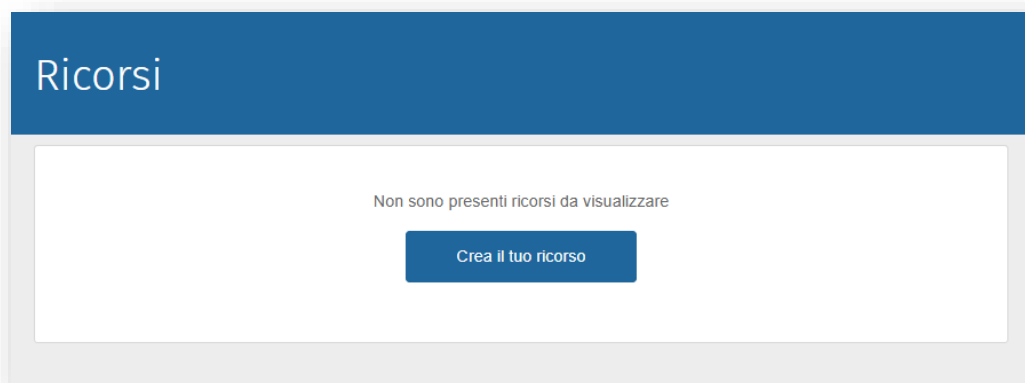 Ricorsi
Non sono presenti ricorsi da visualizzare
Crea il tuo ricorso